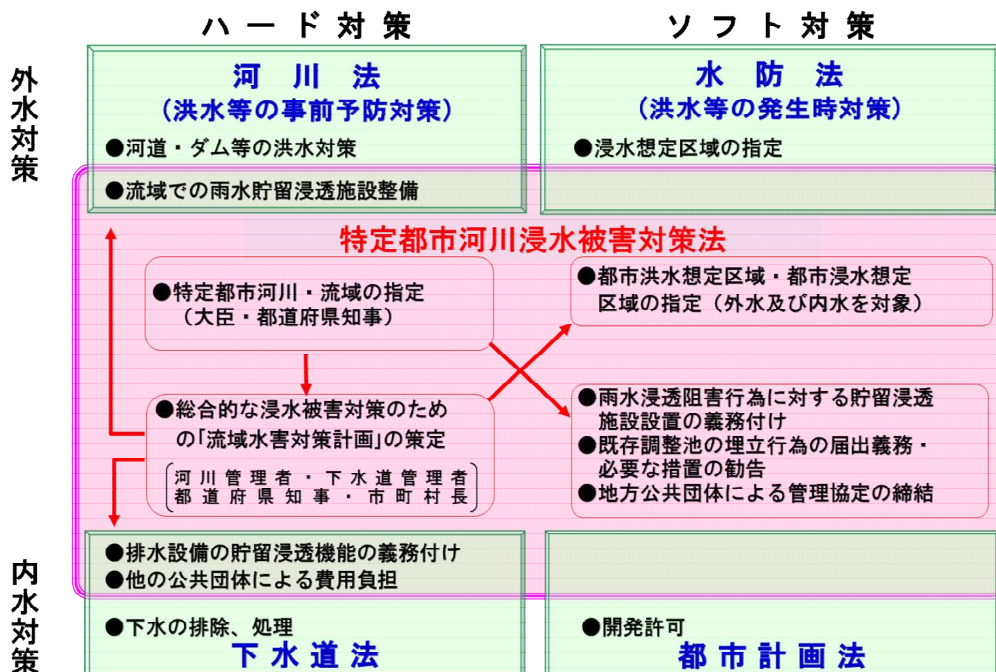 ハード対策
ソフト対策
外水対策
河川法
(洪水等の事前予防対策)
●河道・ダム等の洪水対策
●流域での雨水貯留浸透施設整備
水防法
(洪水等の発生時対策)
●浸水想定区域の指定
特定都市河川浸水被害対策法
●特定都市河川・流域の指定
(大臣・都道府県知事)
●都市洪水想定区域・都市浸水想定
区域の指定(外水及び内水を対象)
●総合的な浸水被害対策のため
の「流域水害対策計画」の策定
河川管理者・下水道管理者
都道府県知事・市町村長
●雨水浸透阻害行為に対する貯留浸透
施設設置の義務付け
●既存調整池の埋立行為の届出義務・
必要な措置の勧告
●地方公共団体による管理協定の締結
内水対策
●排水設備の貯留浸透機能の義務付け
●他の公共団体による費用負担
●下水の排除、処理
下水道法
●開発許可
都市計画法